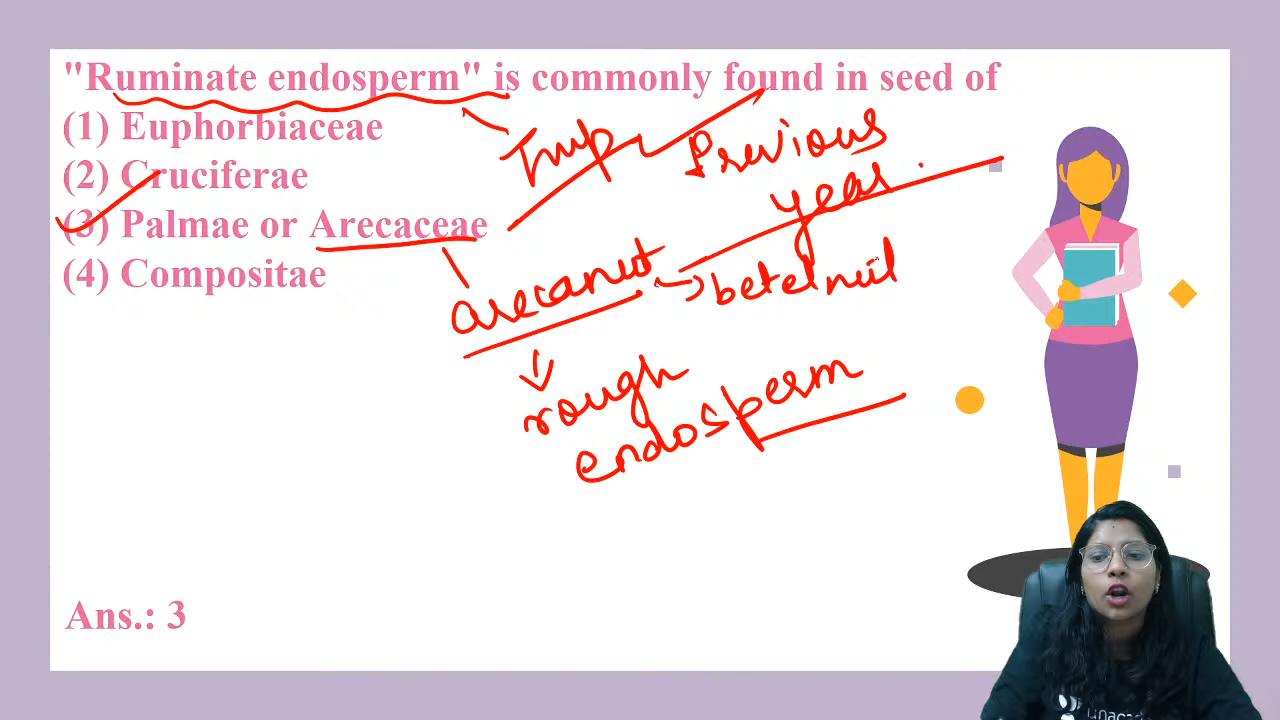 "Ruminate endosperm" is commonly found in seed of
(1) Euphorbiaceae
(2) Cruciferae
(3) Palmae or Arecaceae
(4) Compositae
Imp
Previous
year.
arecanut → betelnut
rough
endosperm
Ans.: 3